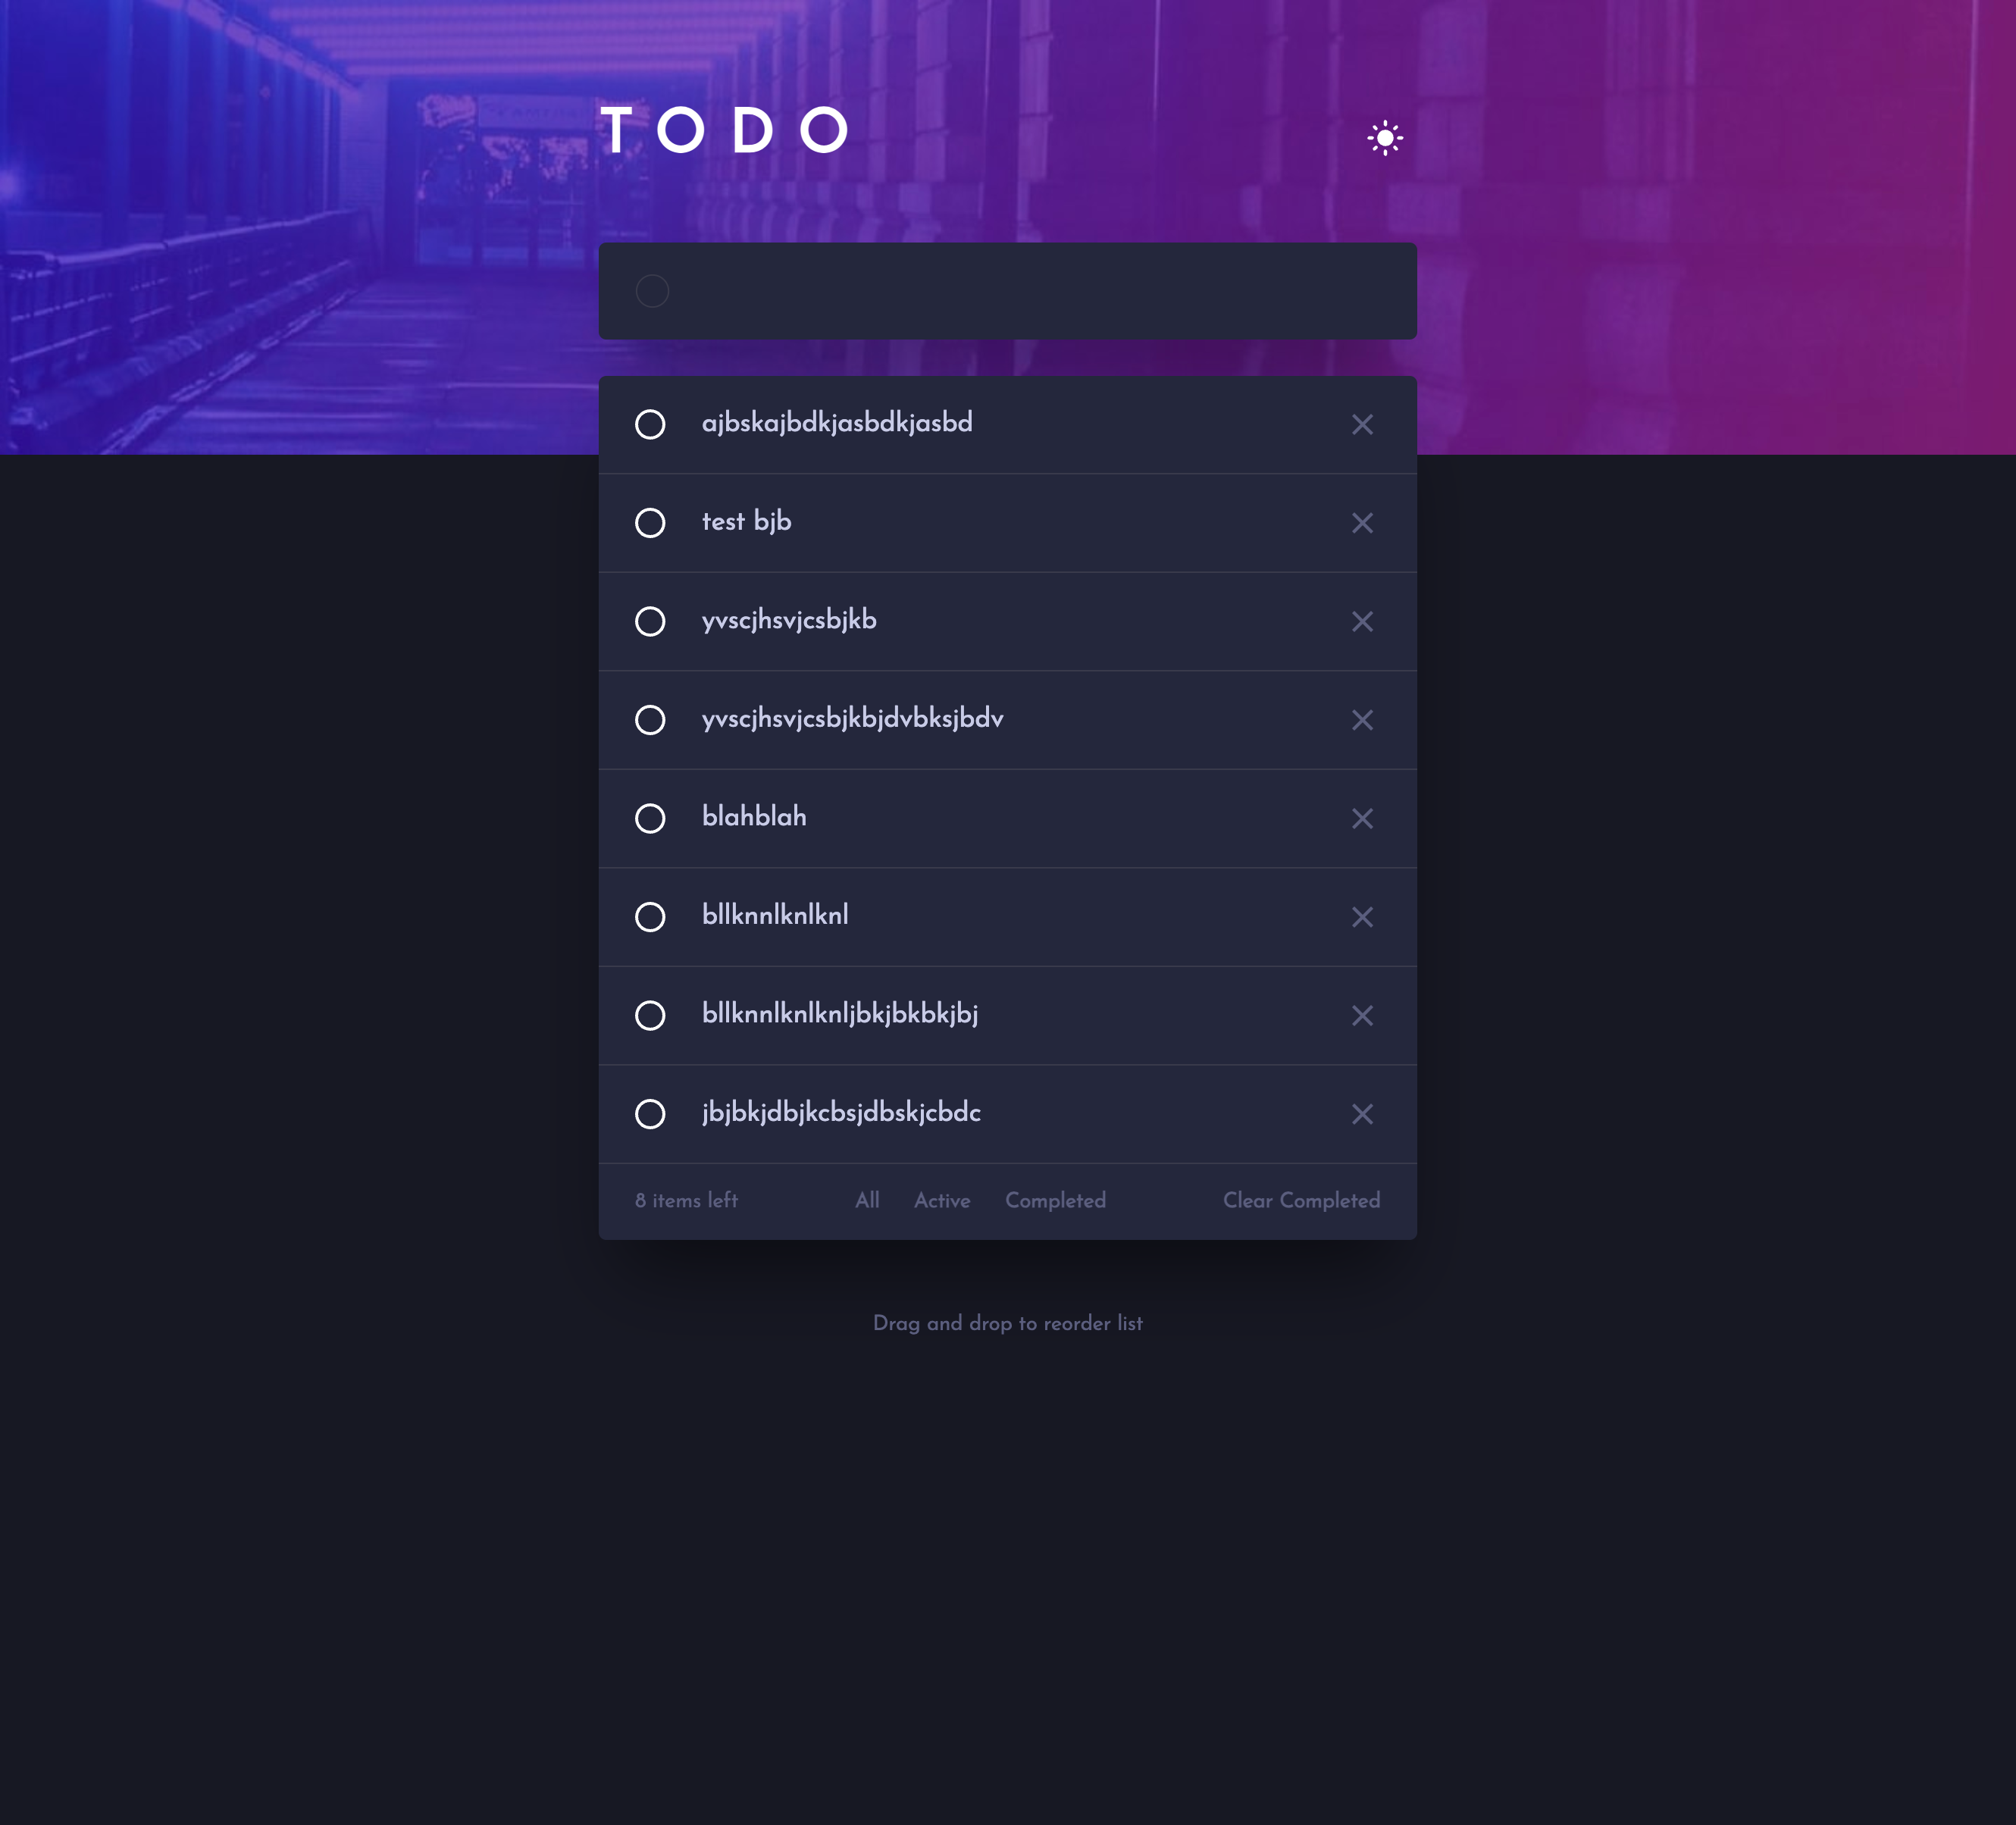 TODO
ajbskajbdkjasbdkjasbd
test bjb
yvscjhsvjcsbjkb
yvscjhsvjcsbjkbjdvbksjbdv
blahblah
bllknnlknlknl
bllknnlknlknljbkjbkbkjbj
jbjbkjdbjkcbsjdbskjcbdc
8 items left All Active Completed Clear Completed
Drag and drop to reorder list